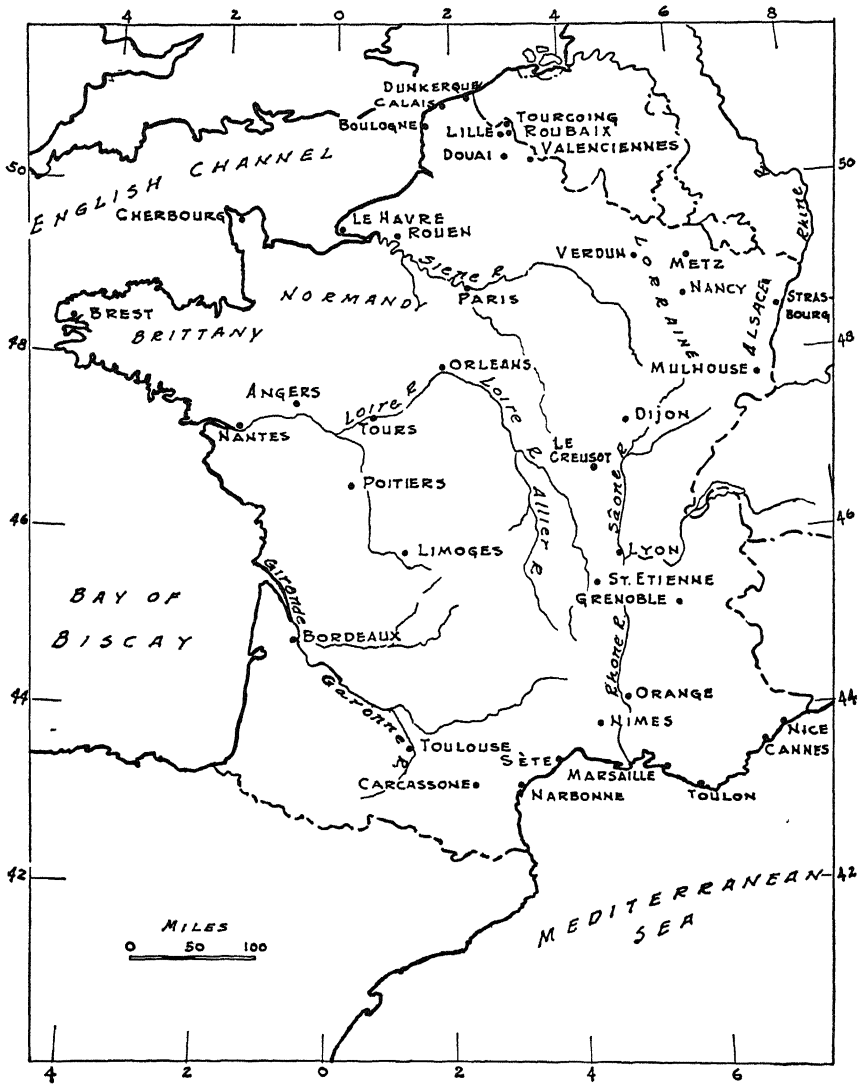 4 2 0 2 4 6 8
DUNKERQUE
CALAIS
BOULOGNE
TOURCOING
LILLE ROUBAIX
VALENCIENNES
DOUAI
50 50
ENGLISH CHANNEL
Rhine
CHERBOURG
LE HAVRE
ROUEN
VERDUN
LORRAINE
METZ
Siene R
NANCY
PARIS
NORMANDY
ALSACE
STRAS-
BOURG
BREST
BRITTANY
48 48
ORLEANS
MULHOUSE
ANGERS
Loire R
Loire R
DIJON
NANTES
TOURS
LE
CREUSOT
POITIERS
Saône R
Allier R
46 46
LIMOGES
LYON
Gironde
ST. ETIENNE
GRENOBLE
BAY OF
BISCAY
BORDEAUX
Rhone R.
Garonne R
44 44
ORANGE
NIMES
NICE
CANNES
TOULOUSE
SÈTE
MARSAILLE
CARCASSONE
NARBONNE
TOULON
42 42
MEDITERRANEAN
SEA
MILES
0 50 100
4 2 0 2 4 6